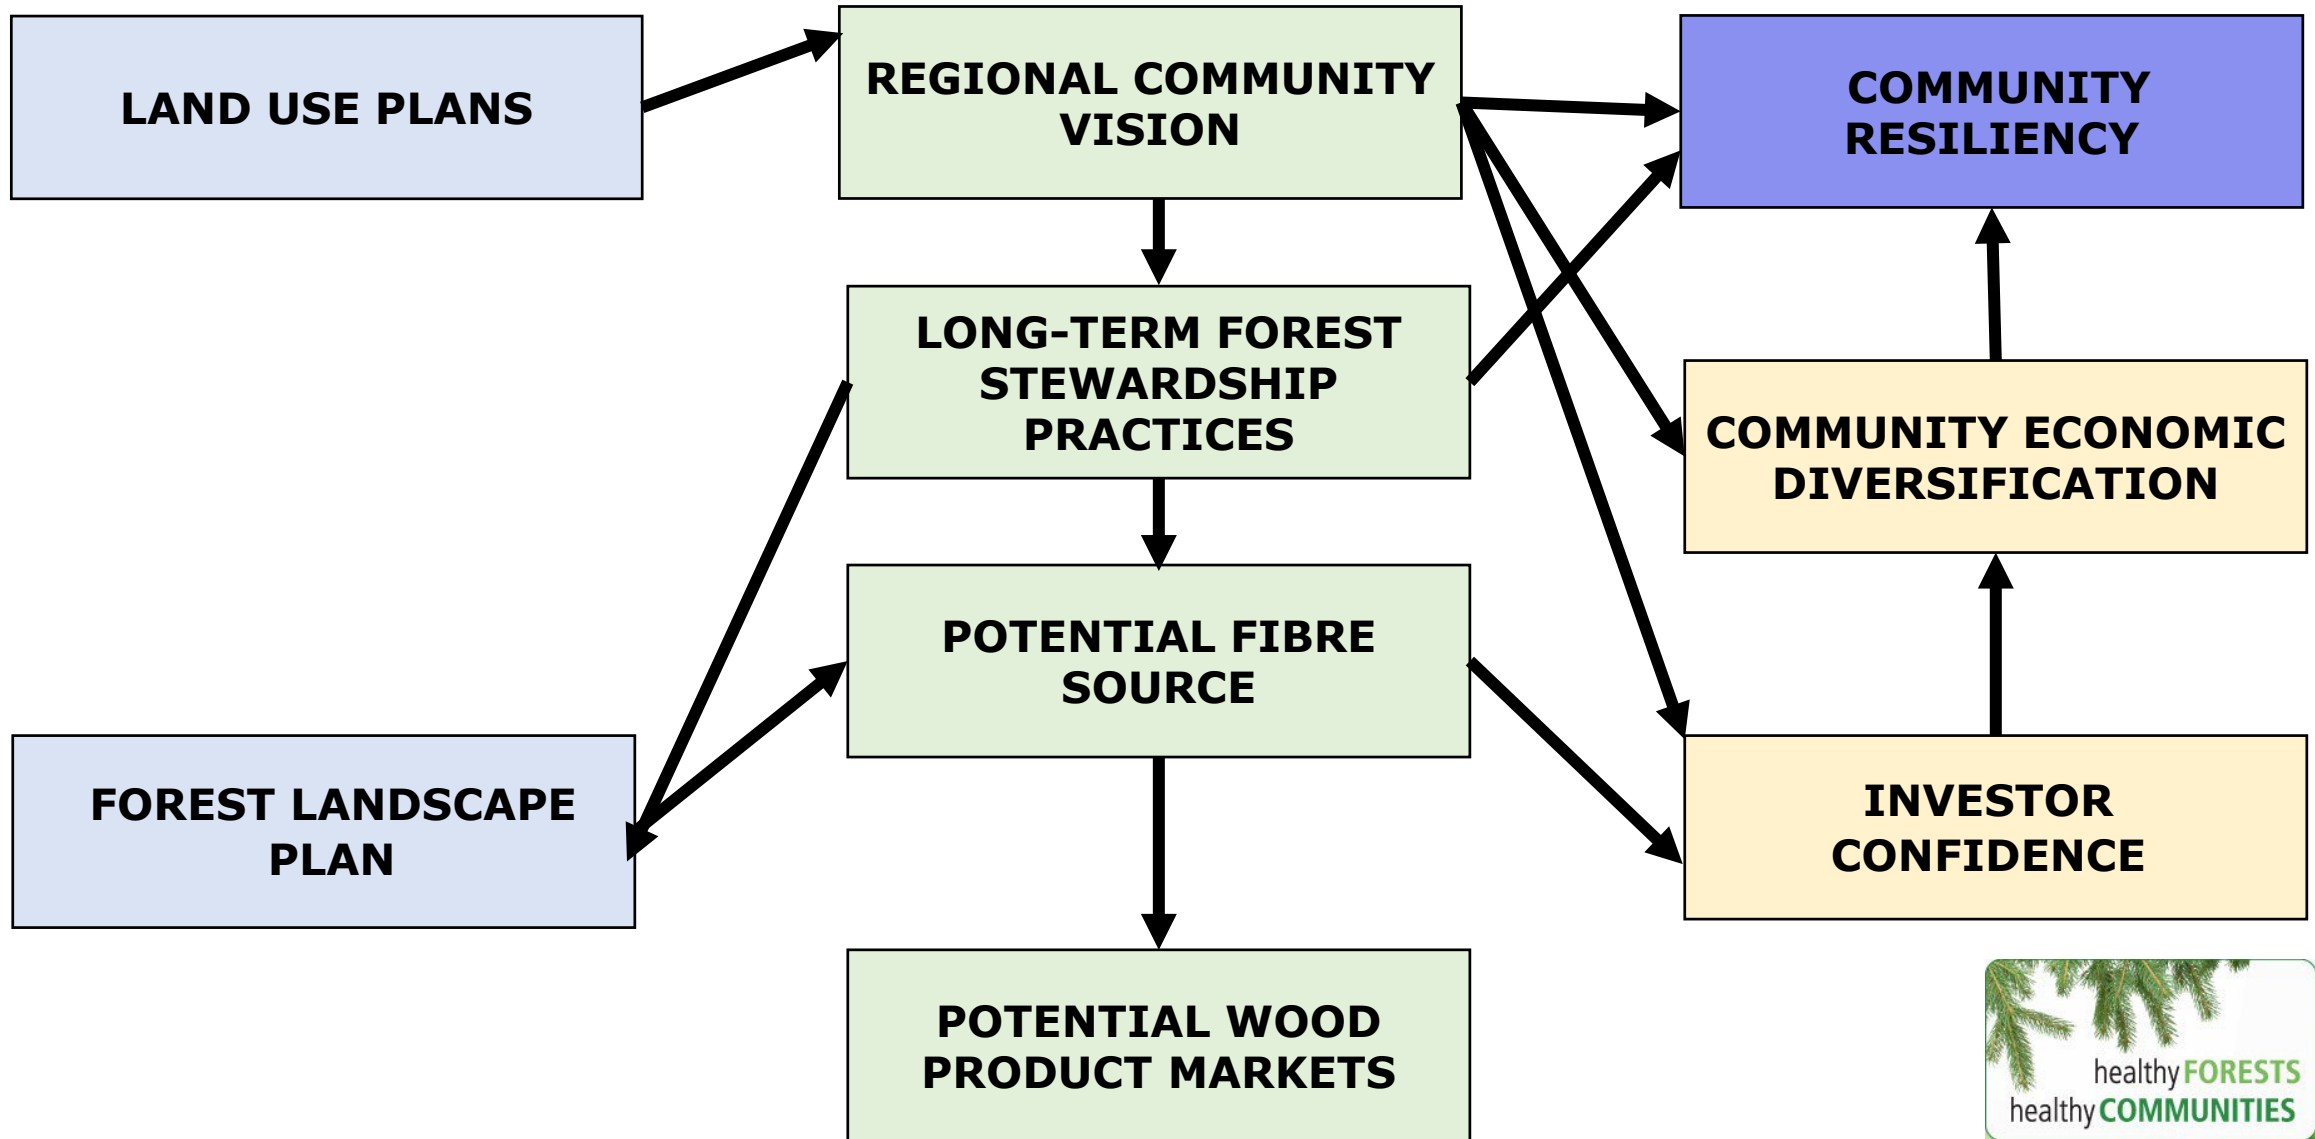 LAND USE PLANS
REGIONAL COMMUNITY
VISION
COMMUNITY
RESILIENCY
LONG-TERM FOREST
STEWARDSHIP
PRACTICES
COMMUNITY ECONOMIC
DIVERSIFICATION
POTENTIAL FIBRE
SOURCE
FOREST LANDSCAPE
PLAN
INVESTOR
CONFIDENCE
POTENTIAL WOOD
PRODUCT MARKETS
healthy FORESTS
healthy COMMUNITIES